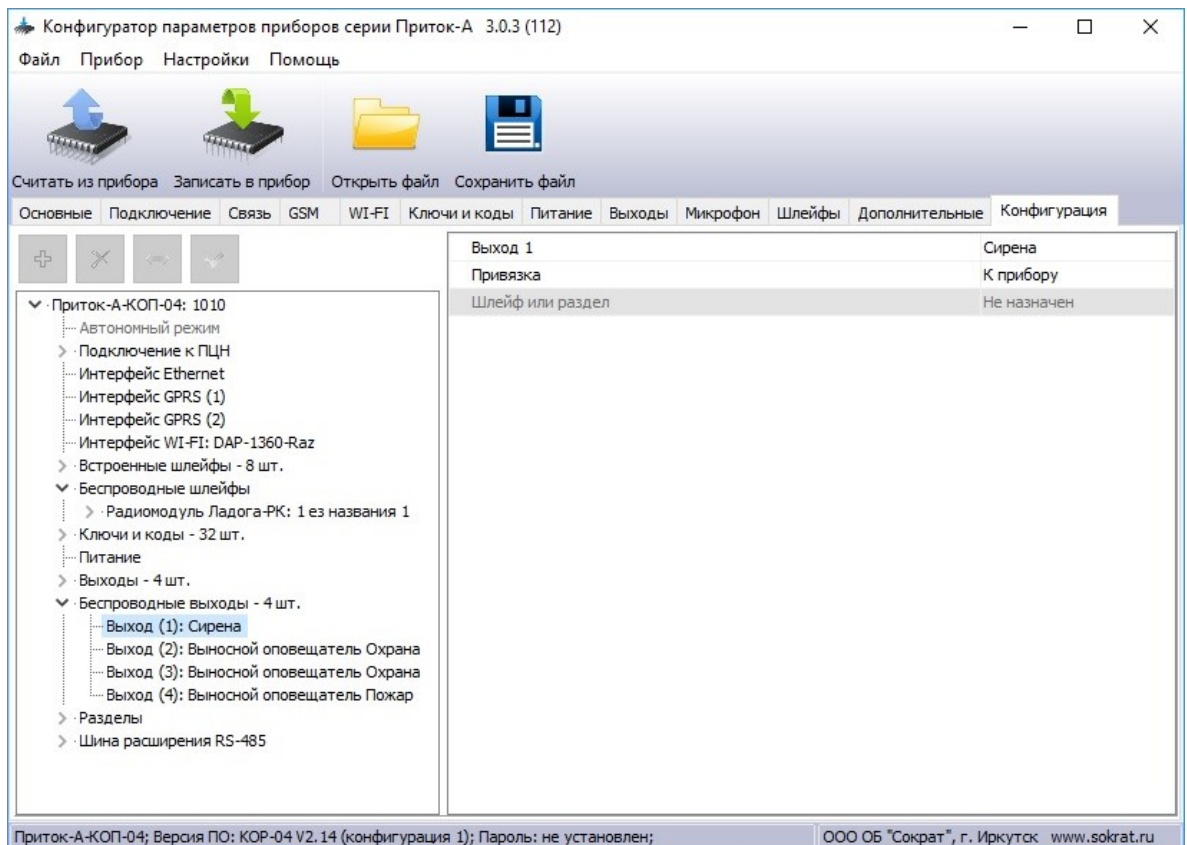 Конфигуратор параметров приборов серии Приток-А 3.0.3 (112)
Файл Прибор Настройки Помощь
Считать из прибора Записать в прибор Открыть файл Сохранить файл
Основные Подключение Связь GSM WI-FI Ключи и коды Питание Выходы Микрофон Шлейфы Дополнительные Конфигурация
Выход 1 Сирена
Привязка К прибору
Шлейф или раздел Не назначен
Приток-А-КОП-04: 1010
Автономный режим
Подключение к ПЦН
Интерфейс Ethernet
Интерфейс GPRS (1)
Интерфейс GPRS (2)
Интерфейс WI-FI: DAP-1360-Raz
Встроенные шлейфы - 8 шт.
Беспроводные шлейфы
Радиомодуль Ладога-РК: 1 ез названия 1
Ключи и коды - 32 шт.
Питание
Выходы - 4 шт.
Беспроводные выходы - 4 шт.
Выход (1): Сирена
Выход (2): Выносной оповещатель Охрана
Выход (3): Выносной оповещатель Охрана
Выход (4): Выносной оповещатель Пожар
Разделы
Шина расширения RS-485
Приток-А-КОП-04; Версия ПО: КОР-04 V2.14 (конфигурация 1); Пароль: не установлен; ООО ОБ "Сократ", г. Иркутск www.sokrat.ru